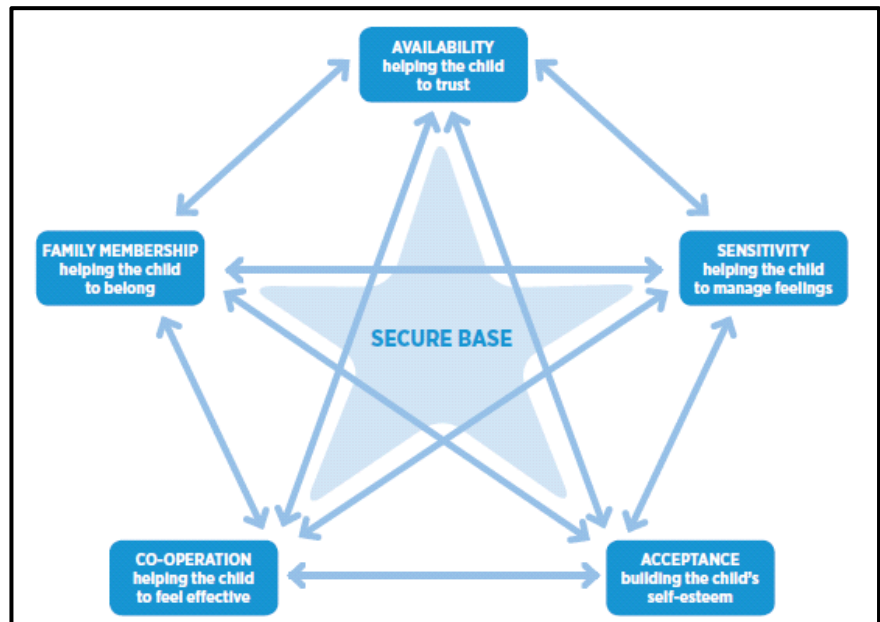 AVAILABILITY
helping the child
to trust
FAMILY MEMBERSHIP
helping the child
to belong
SENSITIVITY
helping the child
to manage feelings
SECURE BASE
CO-OPERATION
helping the child
to feel effective
ACCEPTANCE
building the child's
self-esteem